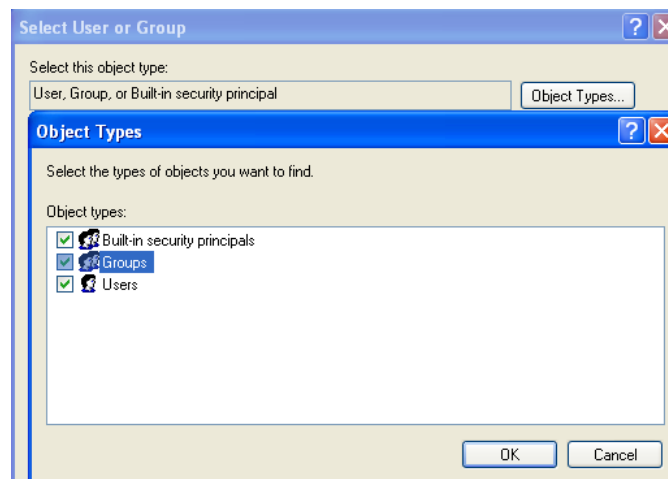 Select User or Group
Select this object type:
User, Group, or Built-in security principal
Object Types...
Object Types
Select the types of objects you want to find.
Object types:
Built-in security principals
Groups
Users
OK
Cancel